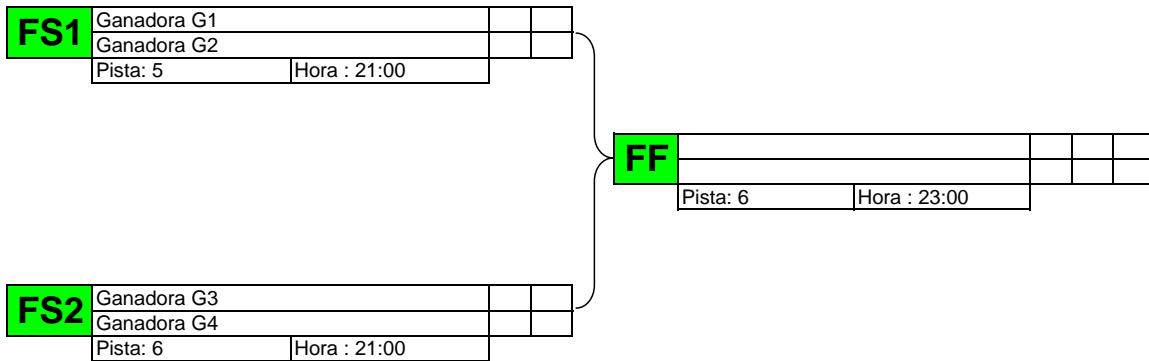 FS1 Ganadora G1
Ganadora G2
Pista: 5 Hora : 21:00
FF
Pista: 6 Hora : 23:00
FS2 Ganadora G3
Ganadora G4
Pista: 6 Hora : 21:00